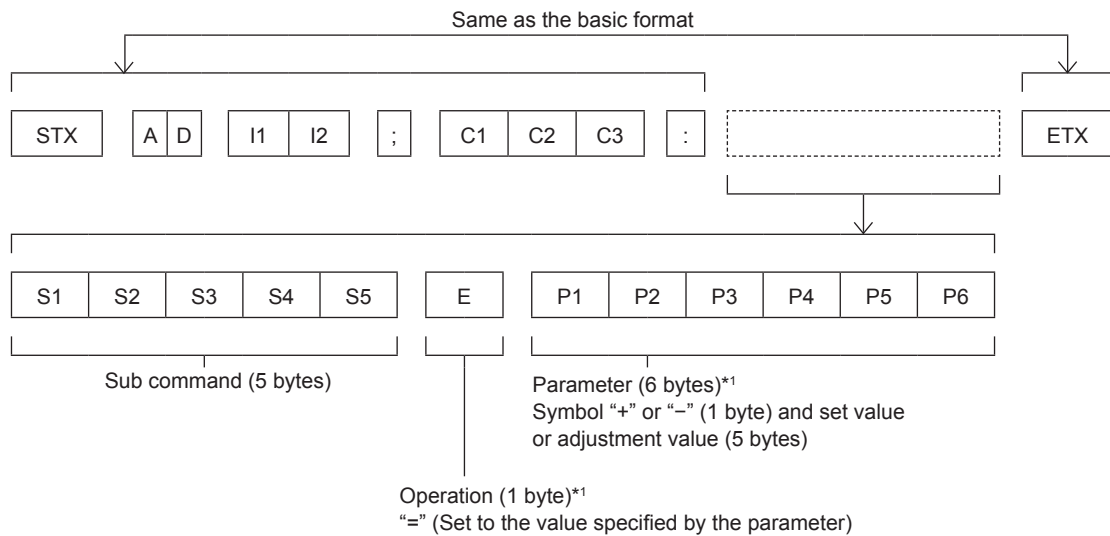 Same as the basic format
STX A D I1 I2 ; C1 C2 C3 : ETX
S1 S2 S3 S4 S5 E P1 P2 P3 P4 P5 P6
Sub command (5 bytes)
Parameter (6 bytes)*1
Symbol “+” or “−” (1 byte) and set value
or adjustment value (5 bytes)
Operation (1 byte)*1
“=” (Set to the value specified by the parameter)